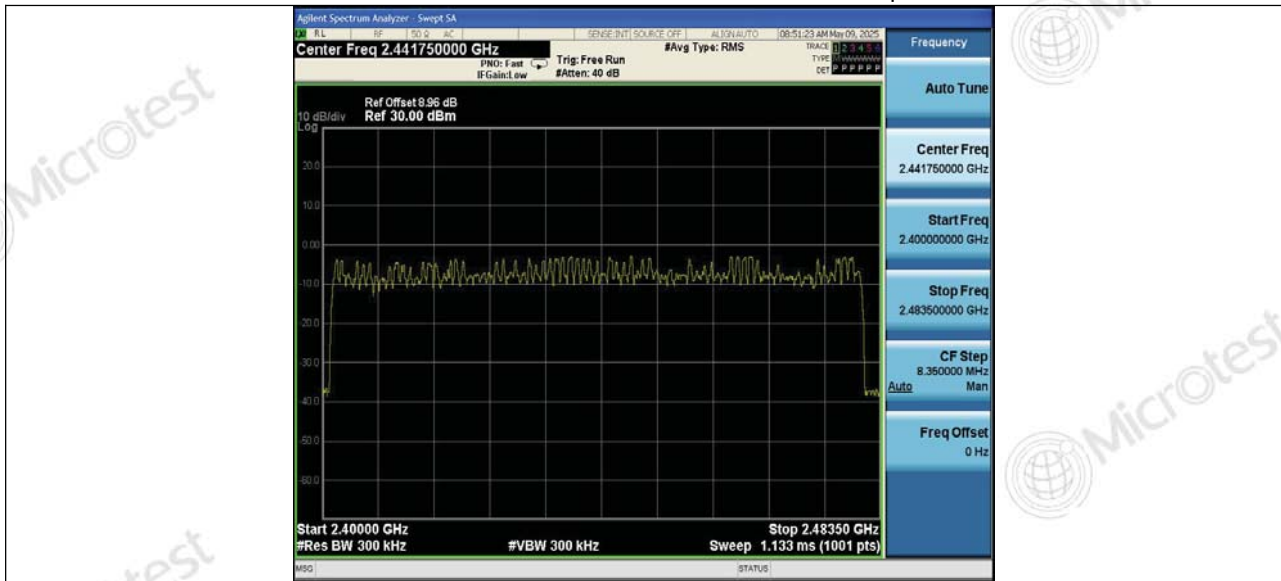 Agilent Spectrum Analyzer - Swept SA
RL RF 50 Ω AC SENSE:INT SOURCE OFF ALIGNAUTO 08:51:23 AM May 09, 2025
Center Freq 2.441750000 GHz
#Avg Type: RMS
TRACE 1 2 3 4 5 6
PNO: Fast Trig: Free Run
TYPE M WWWWW
IFGain:Low #Atten: 40 dB
DET P P P P P P
Ref Offset 8.96 dB
10 dB/div Ref 30.00 dBm
Log
20.0
10.0
0.00
-10.0
-20.0
-30.0
-40.0
-50.0
-60.0
Start 2.40000 GHz Stop 2.48350 GHz
#Res BW 300 kHz #VBW 300 kHz Sweep 1.133 ms (1001 pts)
MSG STATUS
Frequency
Auto Tune
Center Freq
2.441750000 GHz
Start Freq
2.400000000 GHz
Stop Freq
2.483500000 GHz
CF Step
8.350000 MHz
Auto Man
Freq Offset
0 Hz
Microtest
Microtest